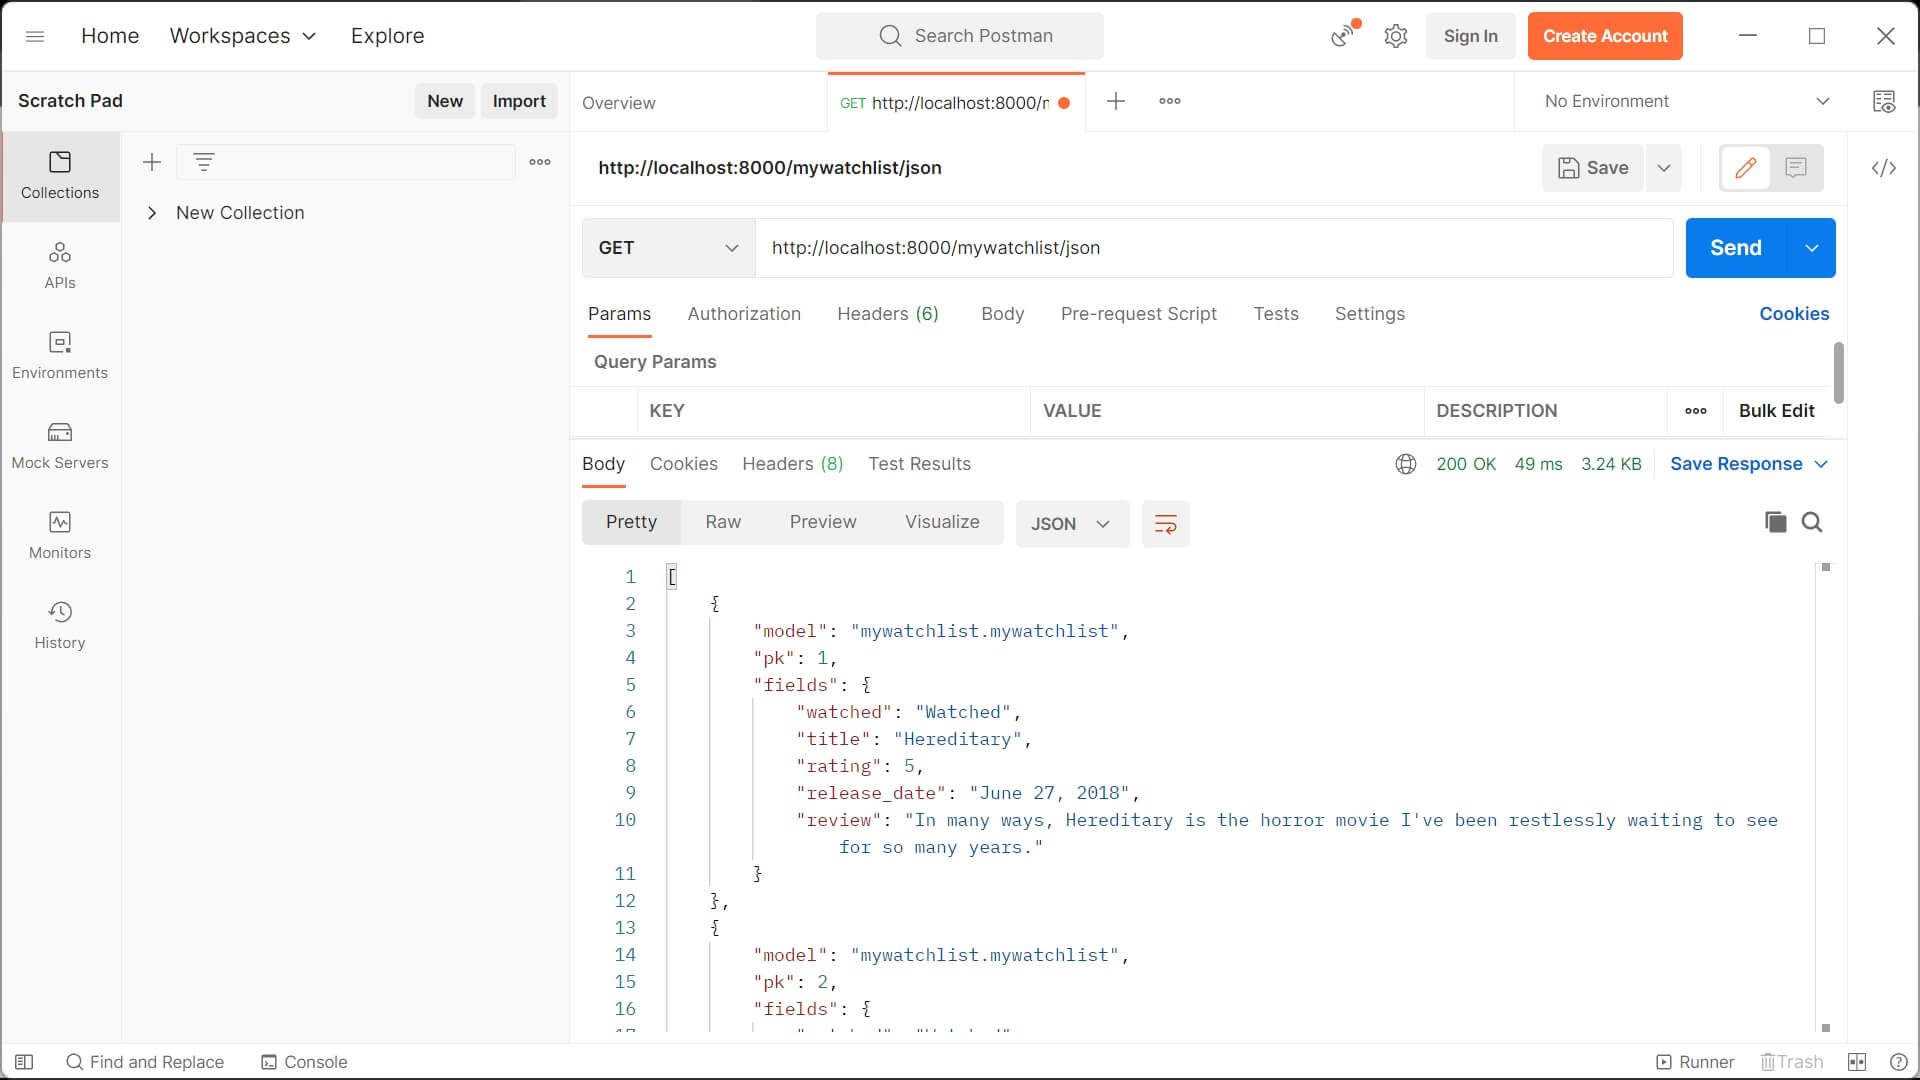 Home Workspaces Explore Search Postman Sign In Create Account
Scratch Pad New Import Overview GET http://localhost:8000/ No Environment
Collections
APIs
Environments
Mock Servers
Monitors
History
New Collection
http://localhost:8000/mywatchlist/json Save
GET http://localhost:8000/mywatchlist/json Send
Params Authorization Headers (6) Body Pre-request Script Tests Settings Cookies
Query Params
KEY VALUE DESCRIPTION Bulk Edit
Body Cookies Headers (8) Test Results 200 OK 49 ms 3.24 KB Save Response
Pretty Raw Preview Visualize JSON
1 [
2 {
3 "model": "mywatchlist.mywatchlist",
4 "pk": 1,
5 "fields": {
6 "watched": "Watched",
7 "title": "Hereditary",
8 "rating": 5,
9 "release_date": "June 27, 2018",
10 "review": "In many ways, Hereditary is the horror movie I've been restlessly waiting to see
for so many years."
11 }
12 },
13 {
14 "model": "mywatchlist.mywatchlist",
15 "pk": 2,
16 "fields": {
Find and Replace Console Runner Trash